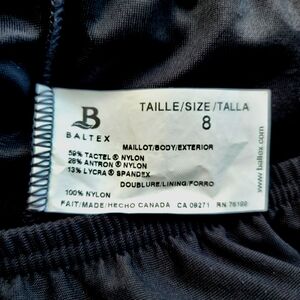 B
BALTEX
TAILLE/SIZE/TALLA
8
MAILLOT/BODY/EXTERIOR
59% TACTEL® NYLON
28% ANTRON® NYLON
13% LYCRA® SPANDEX
DOUBLURE/LINING/FORRO
100% NYLON
FAIT/MADE/HECHO CANADA CA 09271 RN 76199
www.baltex.com